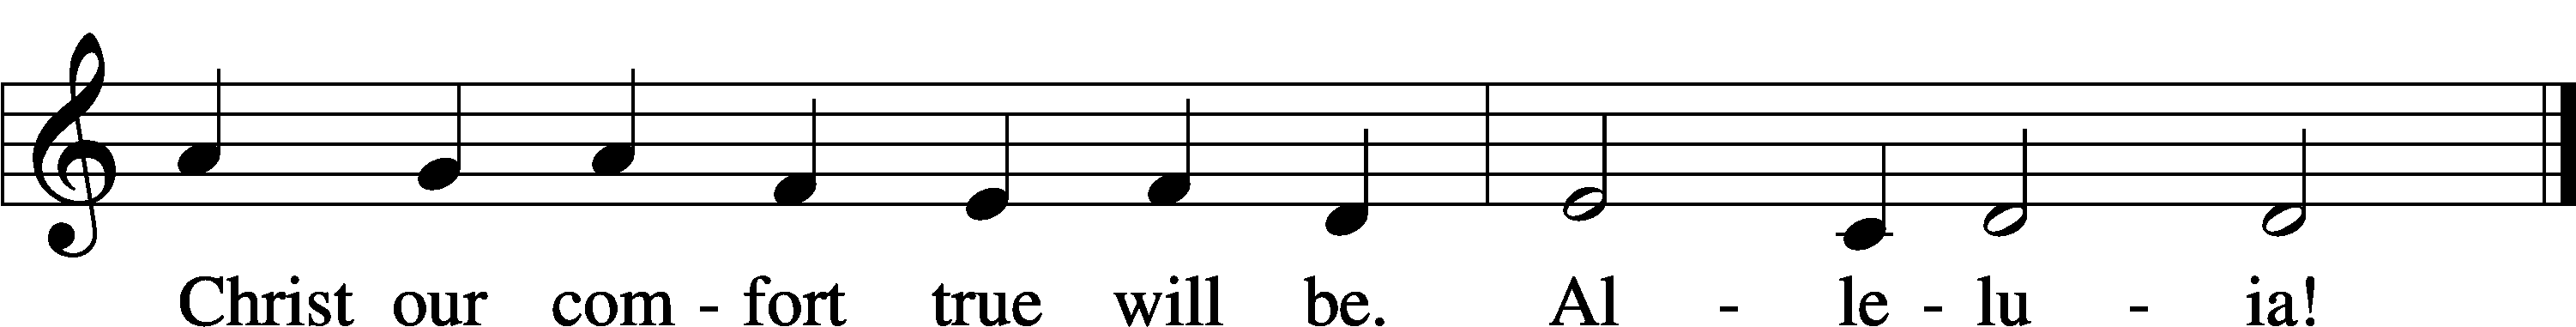 Christ our com - fort true will be. Al - le - lu - ia!